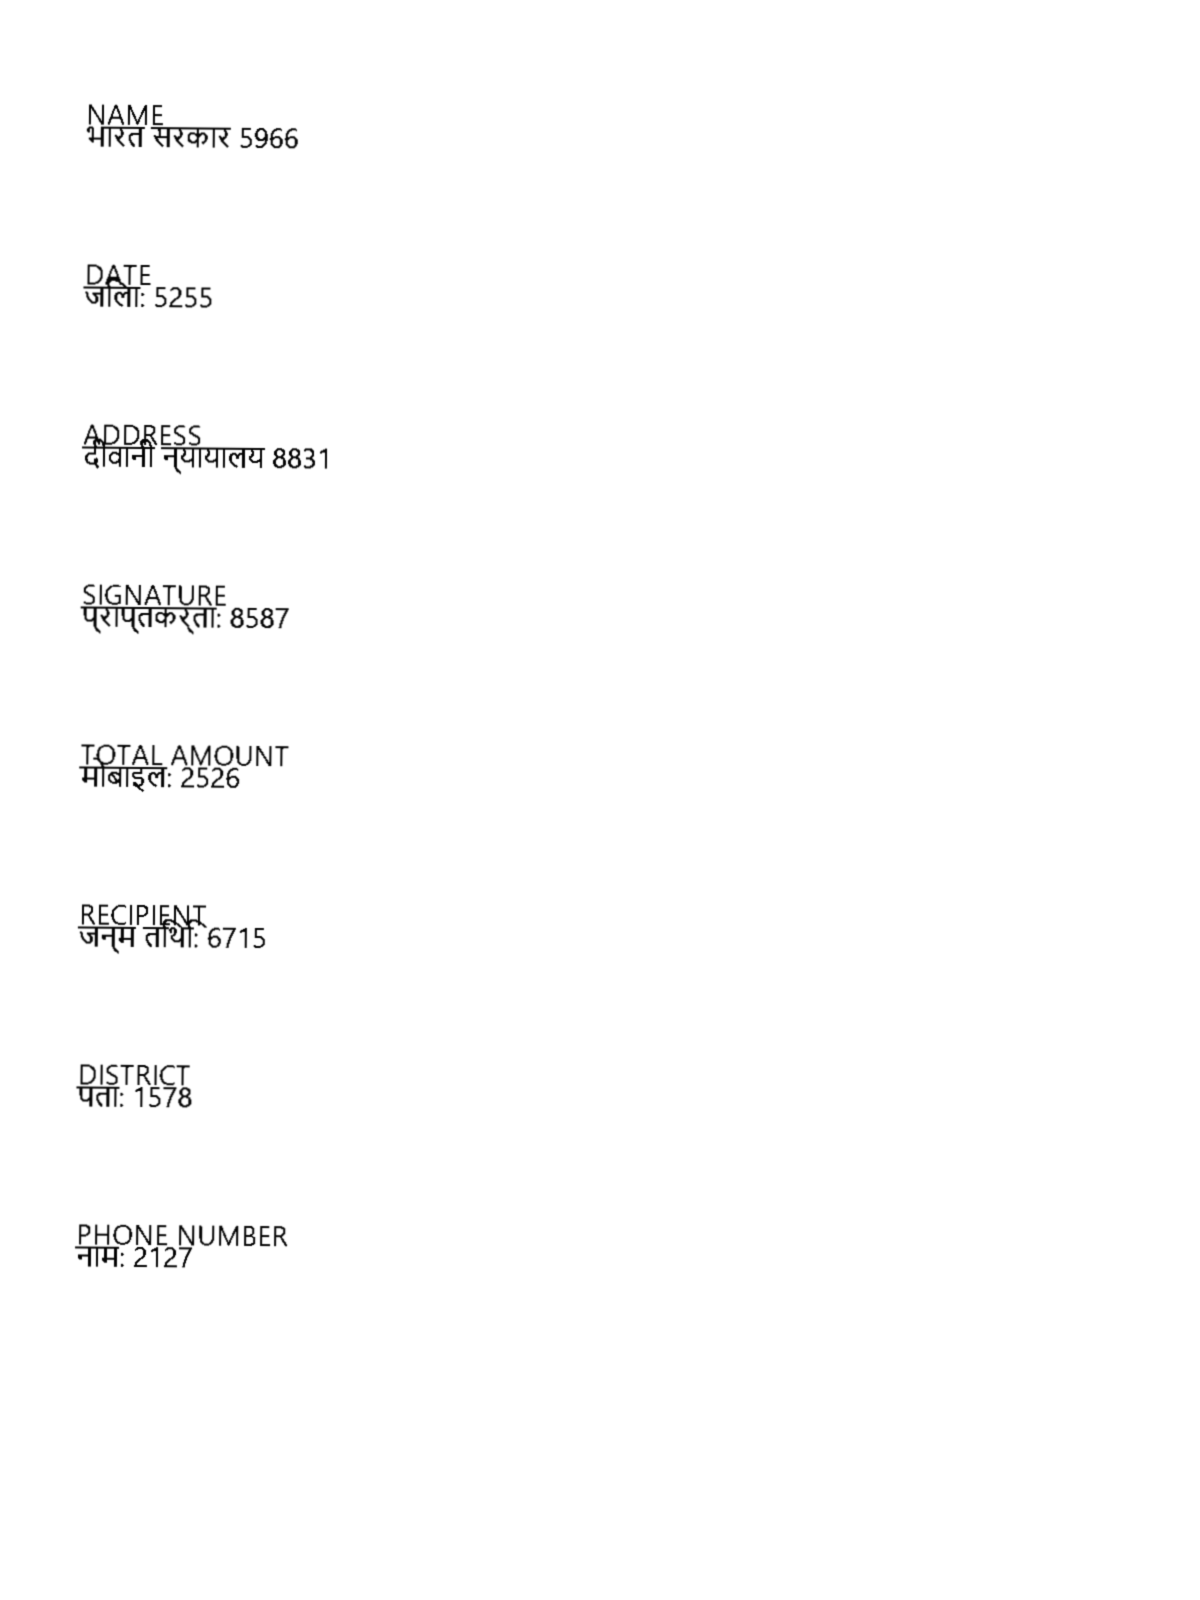 NAME
भारत सरकार 5966
DATE
जिला: 5255
ADDRESS
दीवानी न्यायालय 8831
SIGNATURE
प्राप्तकर्ता: 8587
TOTAL AMOUNT
मोबाइल: 2526
RECIPIENT
जन्म तिथि: 6715
DISTRICT
पता: 1578
PHONE NUMBER
नाम: 2127